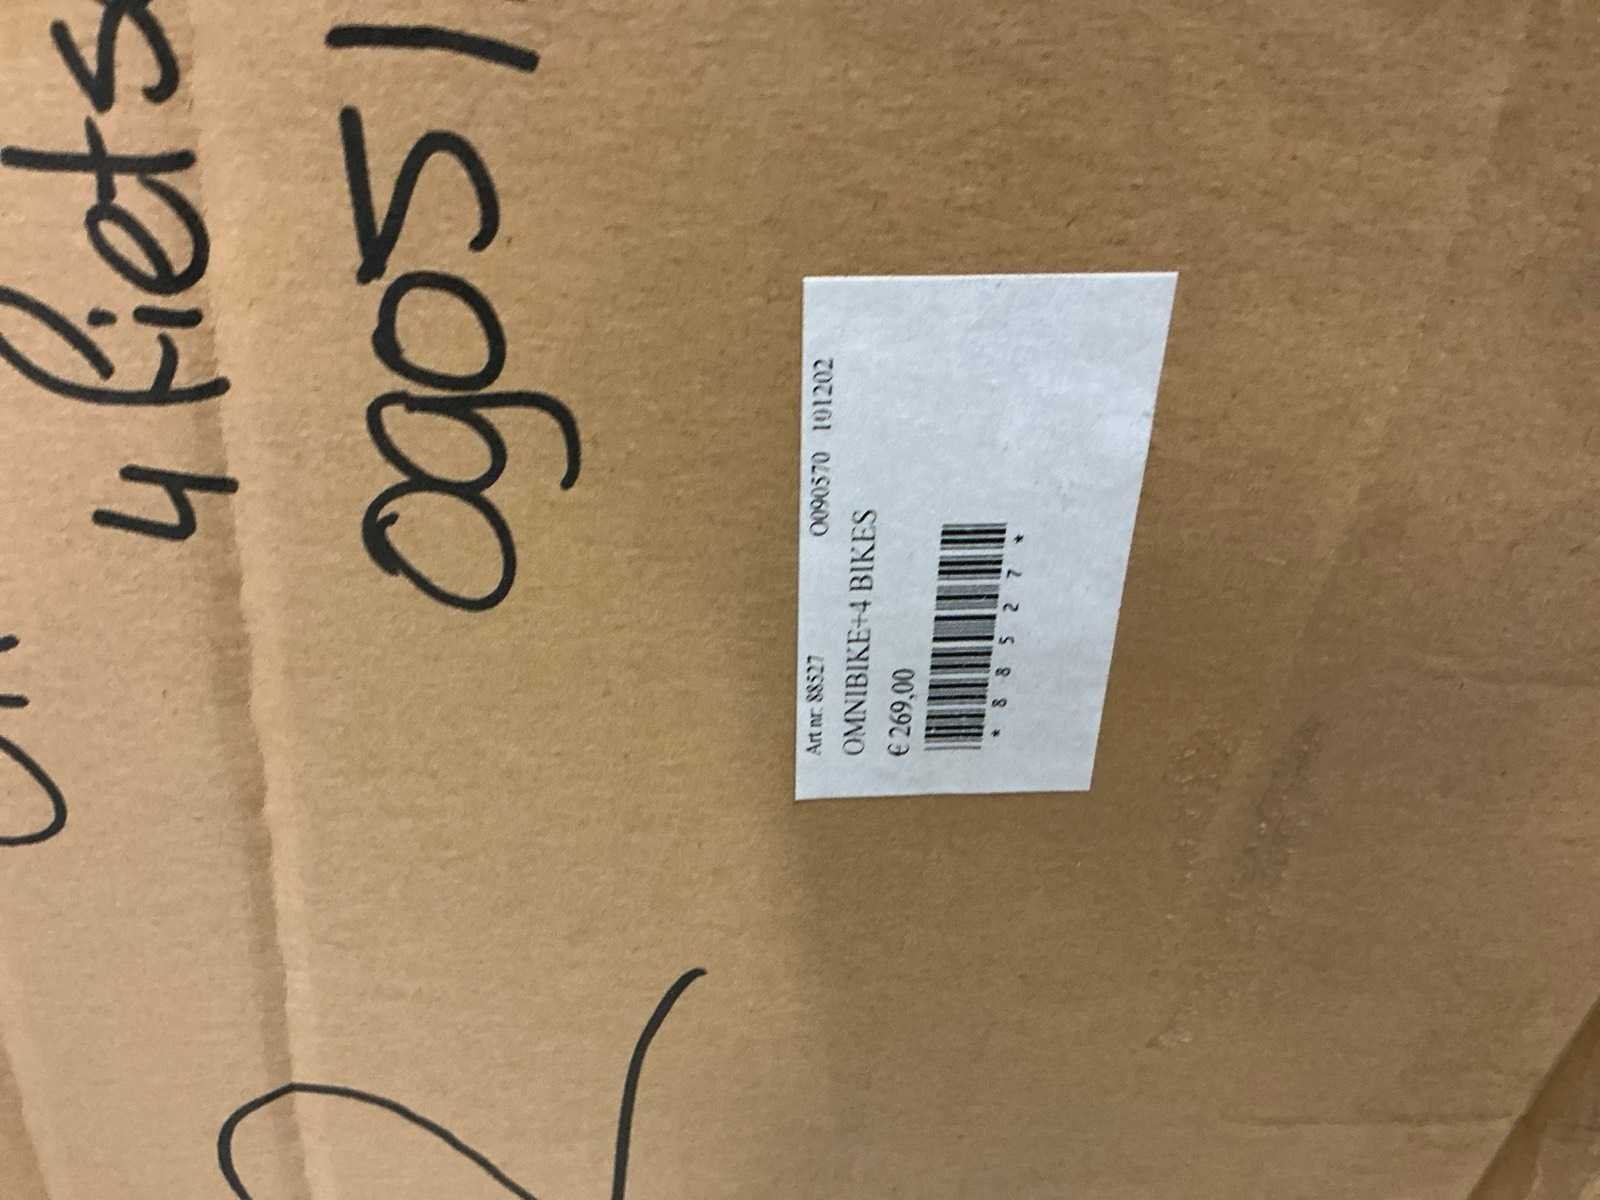 4 fiets
09051
Art nr: 88527 O090570 101202
OMNIBIKE+4 BIKES
€ 269,00
* 8 8 5 2 7 *